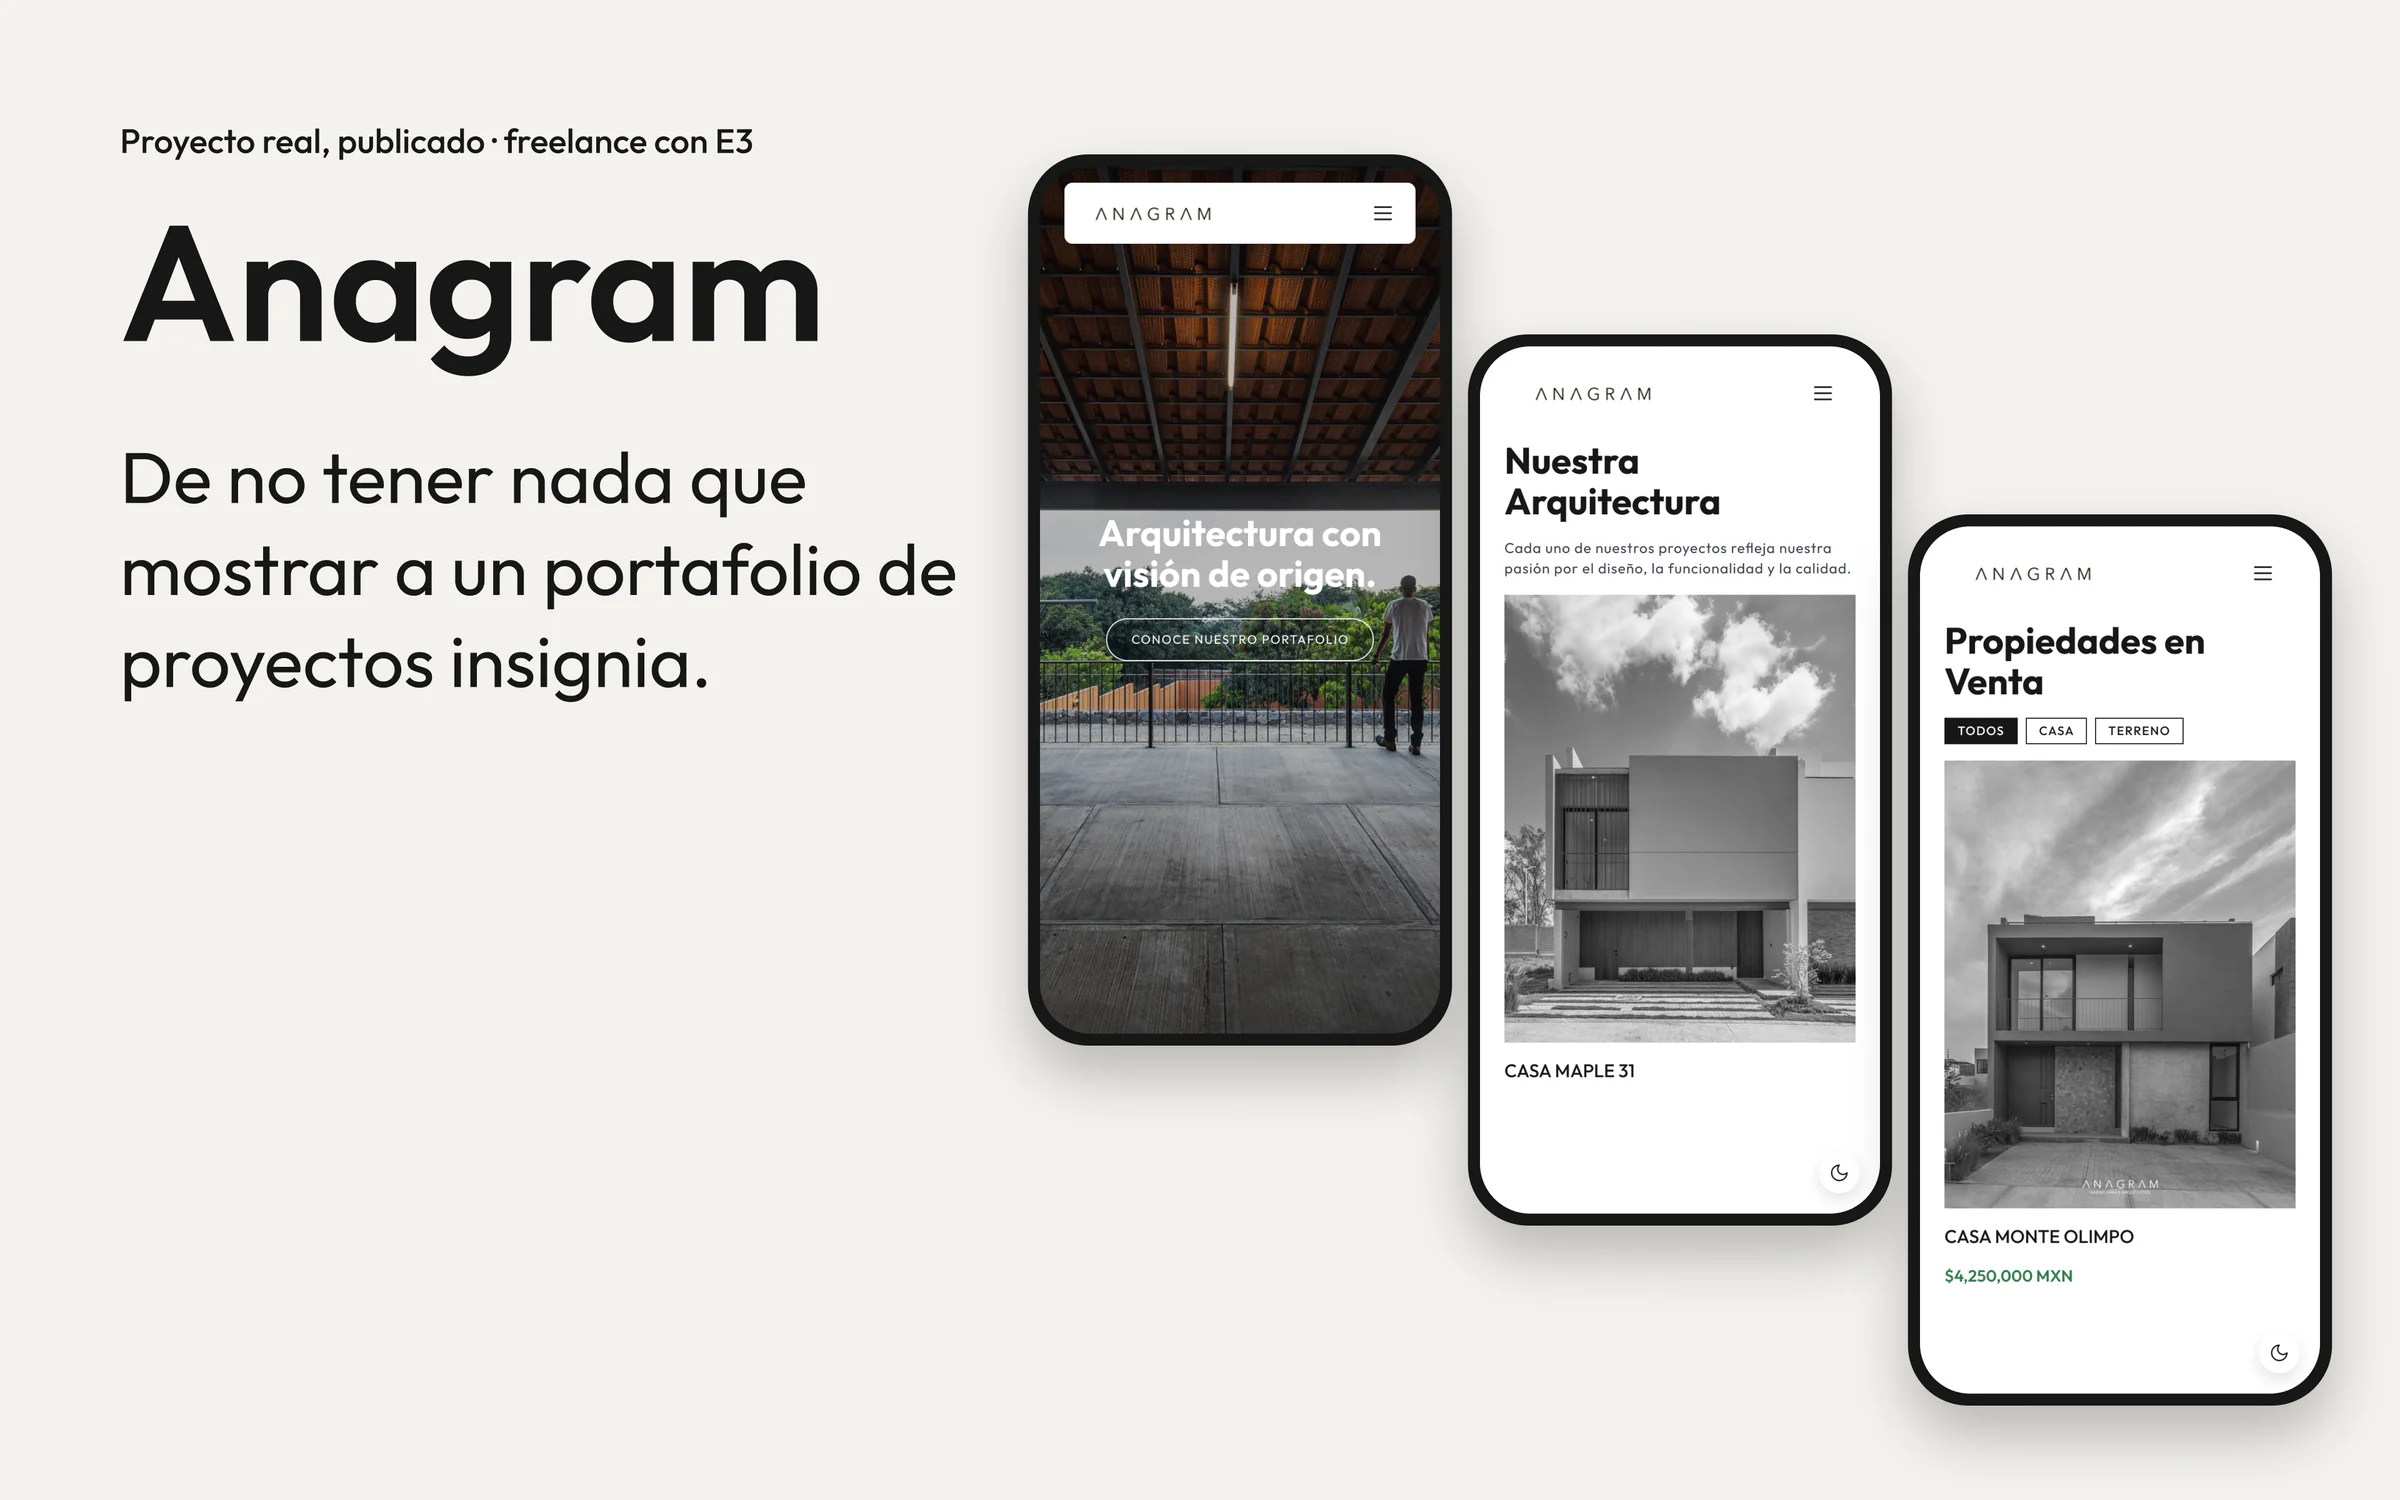 Proyecto real, publicado · freelance con E3
Anagram
De no tener nada que
mostrar a un portafolio de
proyectos insignia.
ANAGRAM
Arquitectura con
visión de origen.
CONOCE NUESTRO PORTAFOLIO
ANAGRAM
Nuestra
Arquitectura
Cada uno de nuestros proyectos refleja nuestra
pasión por el diseño, la funcionalidad y la calidad.
CASA MAPLE 31
ANAGRAM
Propiedades en
Venta
TODOS CASA TERRENO
ANAGRAM
CASA MONTE OLIMPO
$4,250,000 MXN